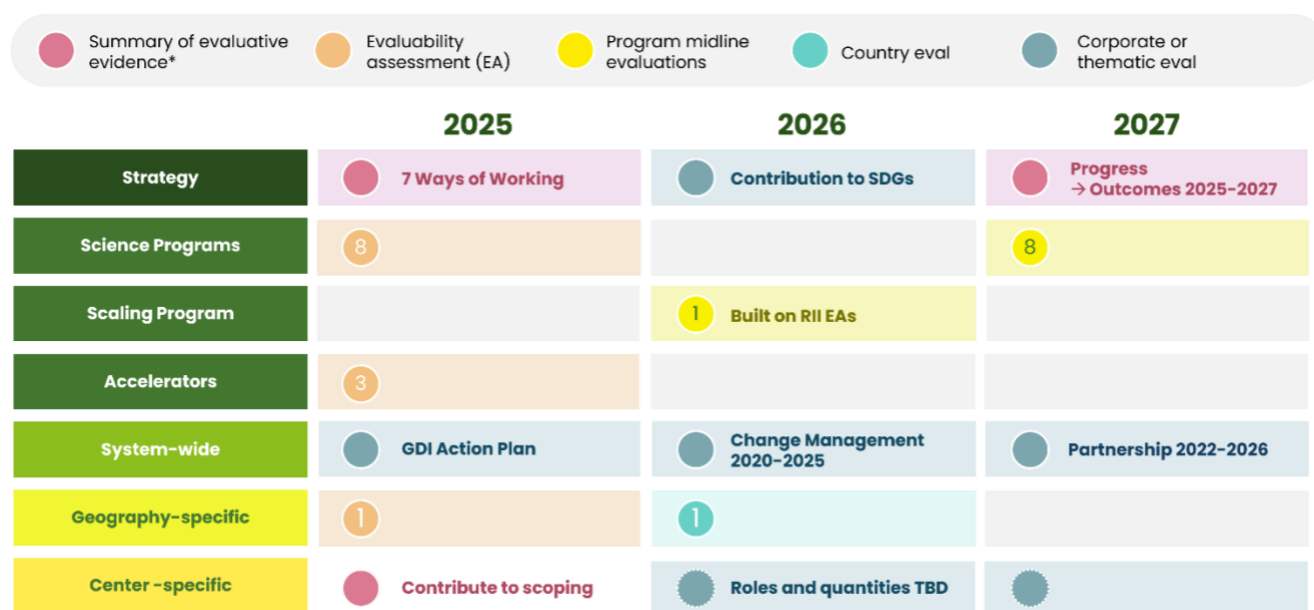 Summary of evaluative
evidence*
Evaluability
assessment (EA)
Program midline
evaluations
Country eval
Corporate or
thematic eval
2025
2026
2027
Strategy
7 Ways of Working
Contribution to SDGs
Progress
→ Outcomes 2025-2027
Science Programs
8
8
Scaling Program
1
Built on RII EAs
Accelerators
3
System-wide
GDI Action Plan
Change Management
2020-2025
Partnership 2022-2026
Geography-specific
1
1
Center -specific
Contribute to scoping
Roles and quantities TBD